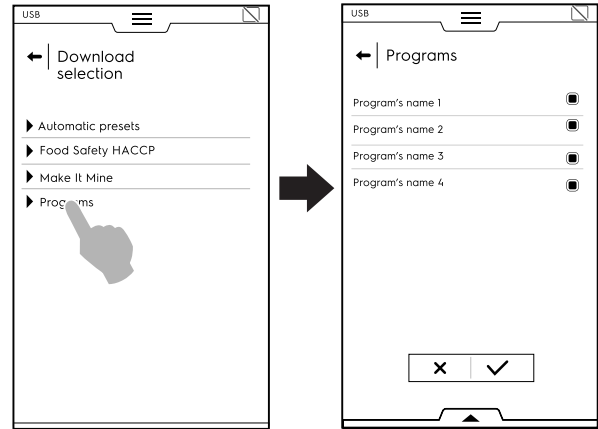 USB
Download
selection
Automatic presets
Food Safety HACCP
Make It Mine
USB
Programs
Program's name 1
Program's name 2
Program's name 3
Program's name 4